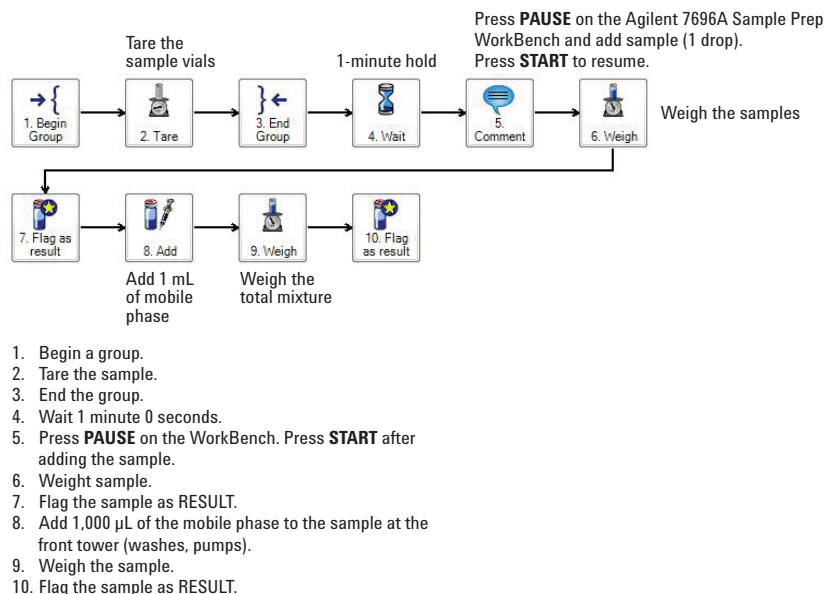 Press PAUSE on the Agilent 7696A Sample Prep
WorkBench and add sample (1 drop).
Press START to resume.
Tare the
sample vials
1-minute hold
1. Begin
Group
2. Tare
3. End
Group
4. Wait
5.
Comment
6. Weigh
Weigh the samples
7. Flag as
result
8. Add
9. Weigh
10. Flag
as result
Add 1 mL
of mobile
phase
Weigh the
total mixture
1. Begin a group.
2. Tare the sample.
3. End the group.
4. Wait 1 minute 0 seconds.
5. Press PAUSE on the WorkBench. Press START after
adding the sample.
6. Weight sample.
7. Flag the sample as RESULT.
8. Add 1,000 µL of the mobile phase to the sample at the
front tower (washes, pumps).
9. Weigh the sample.
10. Flag the sample as RESULT.